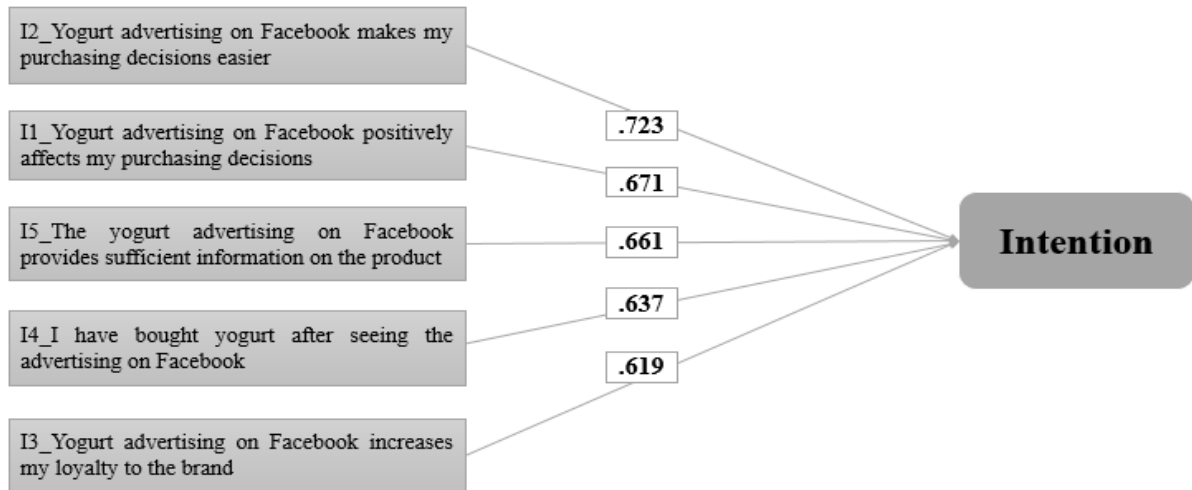 I2_Yogurt advertising on Facebook makes my
purchasing decisions easier
.723
I1_Yogurt advertising on Facebook positively
affects my purchasing decisions
.671
I5_The yogurt advertising on Facebook
provides sufficient information on the product
.661
Intention
I4_I have bought yogurt after seeing the
advertising on Facebook
.637
I3_Yogurt advertising on Facebook increases
my loyalty to the brand
.619